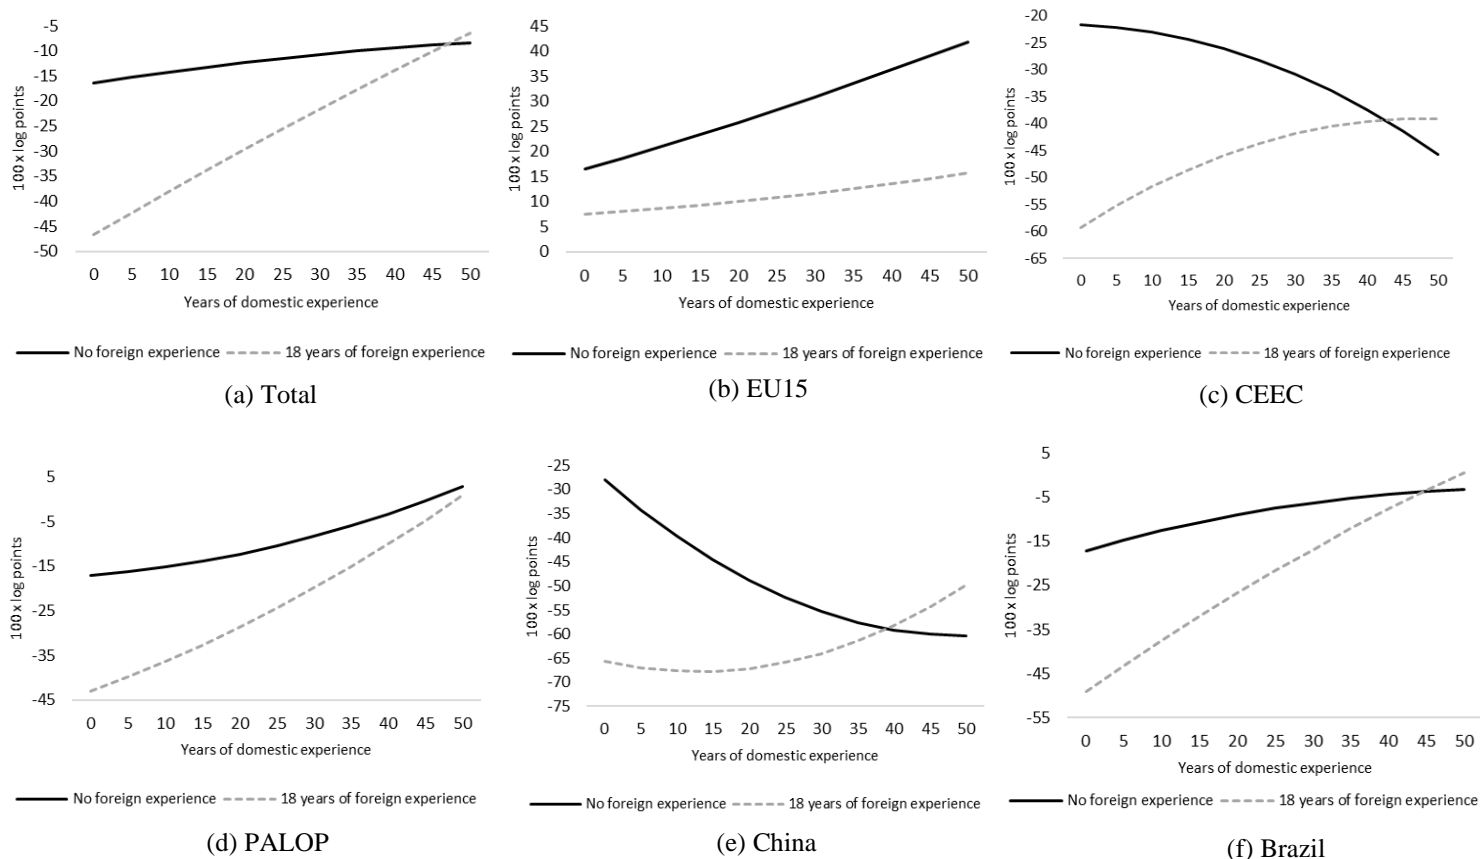 -5
-10
-15
-20
-25
-30
-35
-40
-45
-50
100 x log points
0 5 10 15 20 25 30 35 40 45 50
Years of domestic experience
No foreign experience 18 years of foreign experience
(a) Total
45
40
35
30
25
20
15
10
5
0
100 x log points
0 5 10 15 20 25 30 35 40 45 50
Years of domestic experience
No foreign experience 18 years of foreign experience
(b) EU15
-20
-25
-30
-35
-40
-45
-50
-55
-60
-65
100 x log points
0 5 10 15 20 25 30 35 40 45 50
Years of domestic experience
No foreign experience 18 years of foreign experience
(c) CEEC
5
-5
-15
-25
-35
-45
100 x log points
0 5 10 15 20 25 30 35 40 45 50
Years of domestic experience
No foreign experience 18 years of foreign experience
(d) PALOP
-25
-30
-35
-40
-45
-50
-55
-60
-65
-70
-75
100 x log points
0 5 10 15 20 25 30 35 40 45 50
Years of domestic experience
No foreign experience 18 years of foreign experience
(e) China
5
-5
-15
-25
-35
-45
-55
100 x log points
0 5 10 15 20 25 30 35 40 45 50
Years of domestic experience
No foreign experience 18 years of foreign experience
(f) Brazil